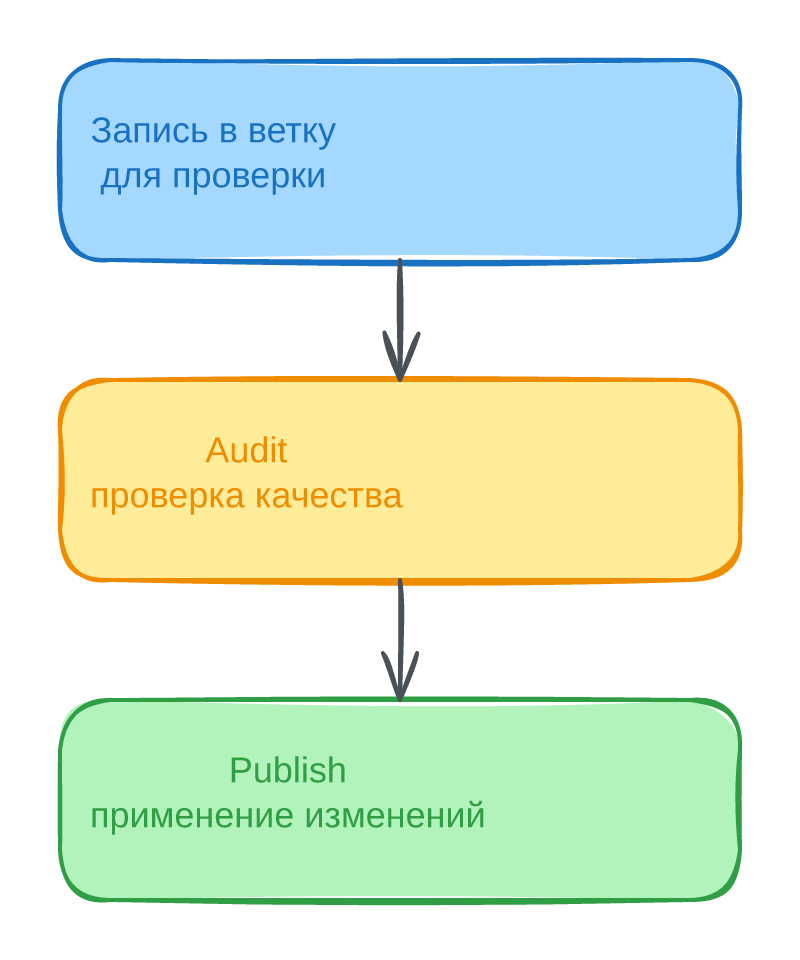 Запись в ветку
для проверки
Audit
проверка качества
Publish
применение изменений